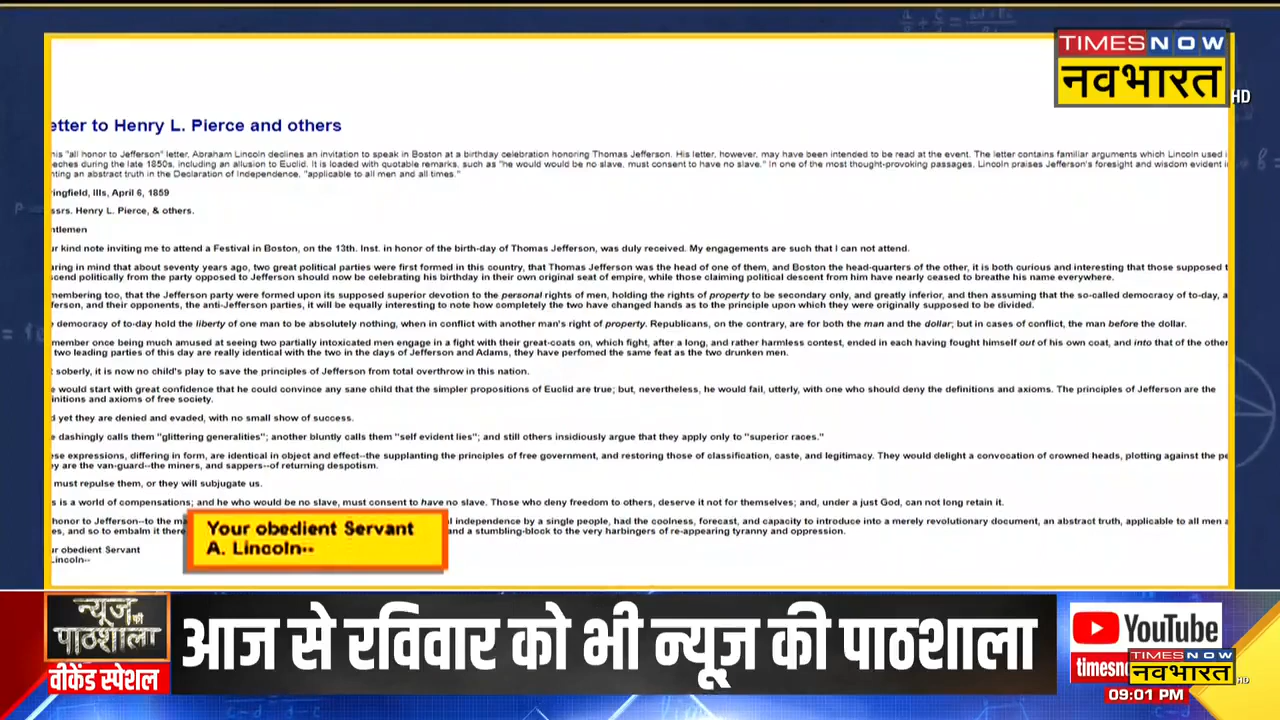 TIMES NOW
नवभारत
HD
etter to Henry L. Pierce and others
his "all honor to Jefferson" letter, Abraham Lincoln declines an invitation to speak in Boston at a birthday celebration honoring Thomas Jefferson. His letter, however, may have been intended to be read at the event. The letter contains familiar arguments which Lincoln used i
eches during the late 1850s, including an allusion to Euclid. It is loaded with quotable remarks, such as "he would would be no slave, must consent to have no slave." In one of the most thought-provoking passages, Lincoln praises Jefferson's foresight and wisdom evident i
nting an abstract truth in the Declaration of Independence, "applicable to all men and all times."
ringfield, Ills, April 6, 1859
ssrs. Henry L. Pierce, & others.
ntlemen
ur kind note inviting me to attend a Festival in Boston, on the 13th. Inst. in honor of the birth-day of Thomas Jefferson, was duly received. My engagements are such that I can not attend.
aring in mind that about seventy years ago, two great political parties were first formed in this country, that Thomas Jefferson was the head of one of them, and Boston the head-quarters of the other, it is both curious and interesting that those supposed t
cend politically from the party opposed to Jefferson should now be celebrating his birthday in their own original seat of empire, while those claiming political descent from him have nearly ceased to breathe his name everywhere.
membering too, that the Jefferson party were formed upon its supposed superior devotion to the personal rights of men, holding the rights of property to be secondary only, and greatly inferior, and then assuming that the so-called democracy of to-day, a
ferson, and their opponents, the anti-Jefferson parties, it will be equally interesting to note how completely the two have changed hands as to the principle upon which they were originally supposed to be divided.
democracy of to-day hold the liberty of one man to be absolutely nothing, when in conflict with another man's right of property. Republicans, on the contrary, are for both the man and the dollar; but in cases of conflict, the man before the dollar.
member once being much amused at seeing two partially intoxicated men engage in a fight with their great-coats on, which fight, after a long, and rather harmless contest, ended in each having fought himself out of his own coat, and into that of the other
two leading parties of this day are really identical with the two in the days of Jefferson and Adams, they have perfomed the same feat as the two drunken men.
t soberly, it is now no child's play to save the principles of Jefferson from total overthrow in this nation.
e would start with great confidence that he could convince any sane child that the simpler propositions of Euclid are true; but, nevertheless, he would fail, utterly, with one who should deny the definitions and axioms. The principles of Jefferson are the
initions and axioms of free society.
d yet they are denied and evaded, with no small show of success.
e dashingly calls them "glittering generalities"; another bluntly calls them "self evident lies"; and still others insidiously argue that they apply only to "superior races."
ese expressions, differing in form, are identical in object and effect--the supplanting the principles of free government, and restoring those of classification, caste, and legitimacy. They would delight a convocation of crowned heads, plotting against the pe
y are the van-guard--the miners, and sappers--of returning despotism.
must repulse them, or they will subjugate us.
s is a world of compensations; and he who would be no slave, must consent to have no slave. Those who deny freedom to others, deserve it not for themselves; and, under a just God, can not long retain it.
honor to Jefferson--to the ma l independence by a single people, had the coolness, forecast, and capacity to introduce into a merely revolutionary document, an abstract truth, applicable to all men a
es, and so to embalm it there and a stumbling-block to the very harbingers of re-appearing tyranny and oppression.
ur obedient Servant
Lincoln--
Your obedient Servant
A. Lincoln--
न्यूज़ की
पाठशाला
वीकेंड स्पेशल
आज से रविवार को भी न्यूज़ की पाठशाला
YouTube
timesno
TIMES NOW
नवभारत
HD
09:01 PM